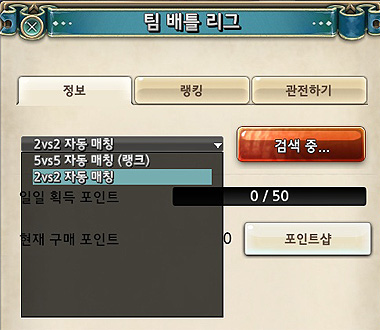 팀 배틀 리그
정보 랭킹 관전하기
2vs2 자동 매칭 검색 중...
5vs5 자동 매칭 (랭크)
2vs2 자동 매칭
일일 획득 포인트 0 / 50
현재 구매 포인트 0 포인트샵